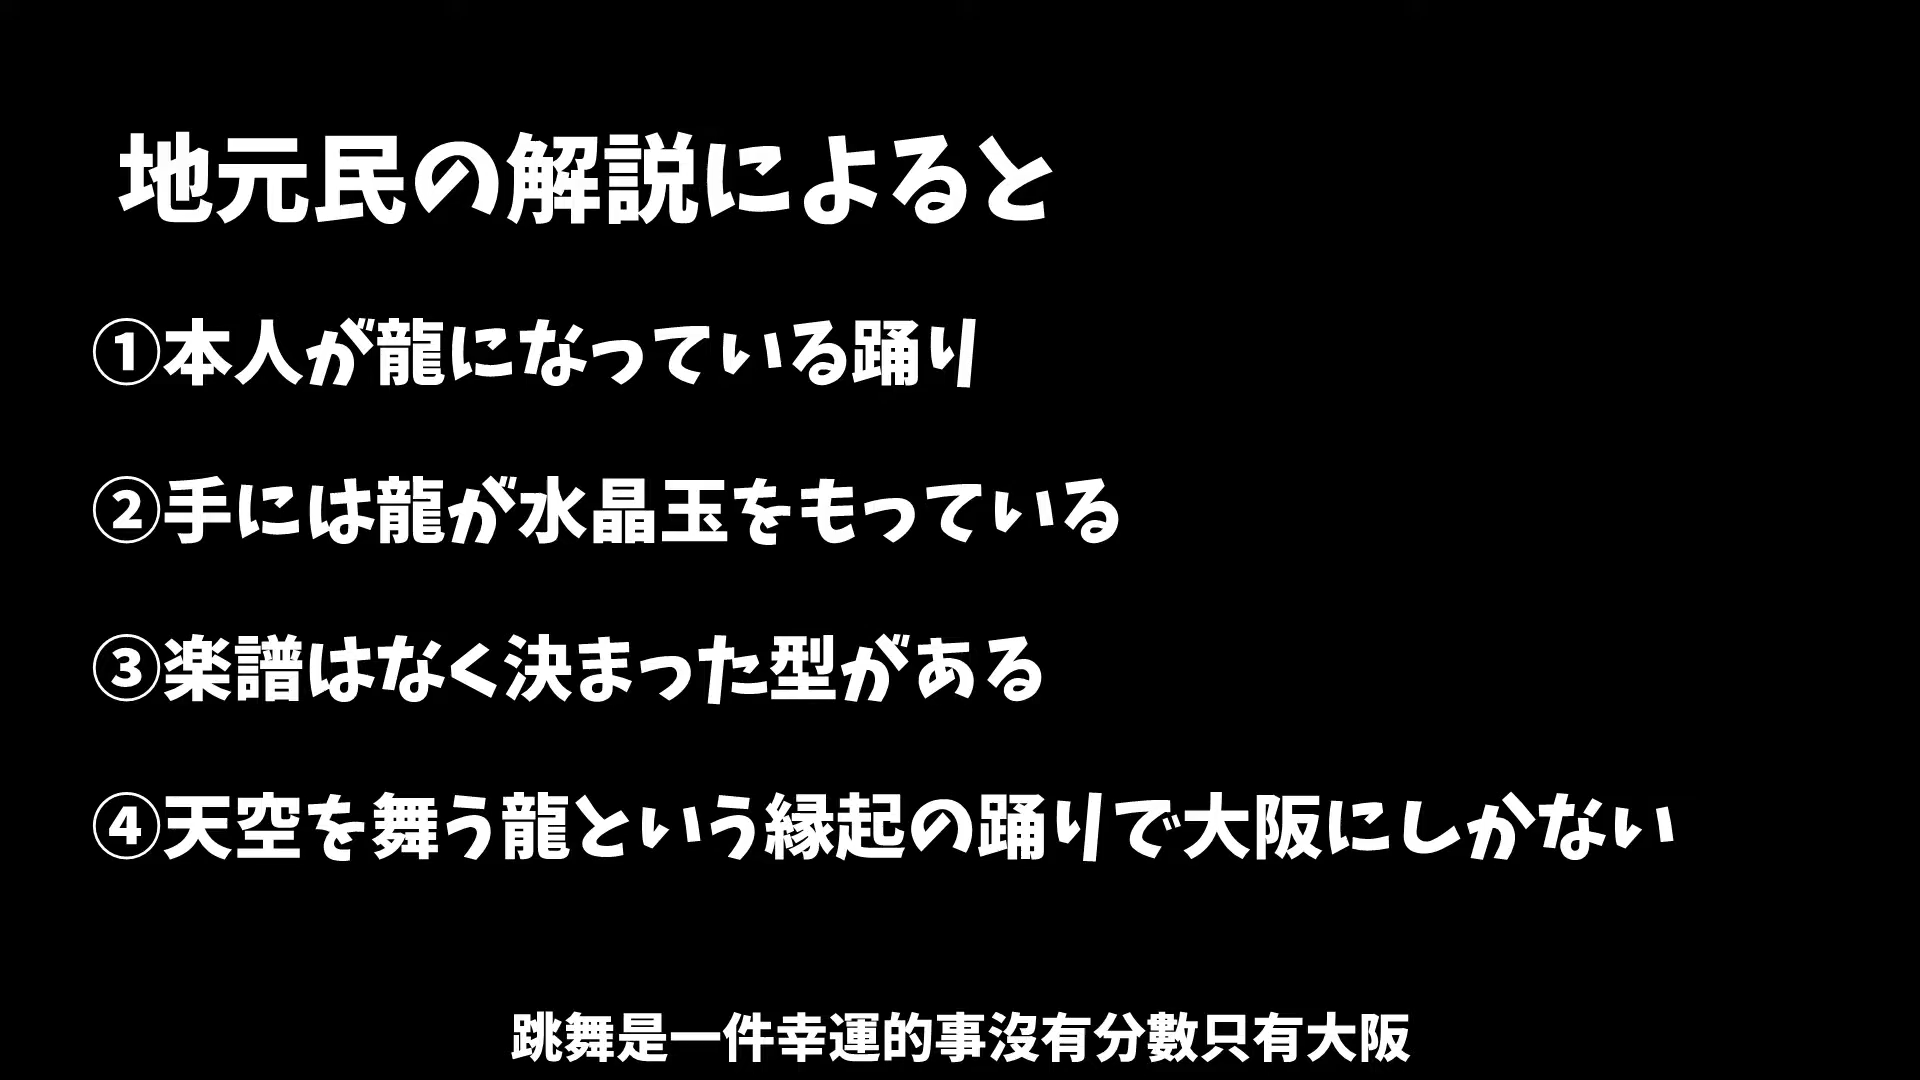 地元民の解説によると
①本人が龍になっている踊り
②手には龍が水晶玉をもっている
③楽譜はなく決まった型がある
④天空を舞う龍という縁起の踊りで大阪にしかない
跳舞是一件幸運的事沒有分數只有大阪